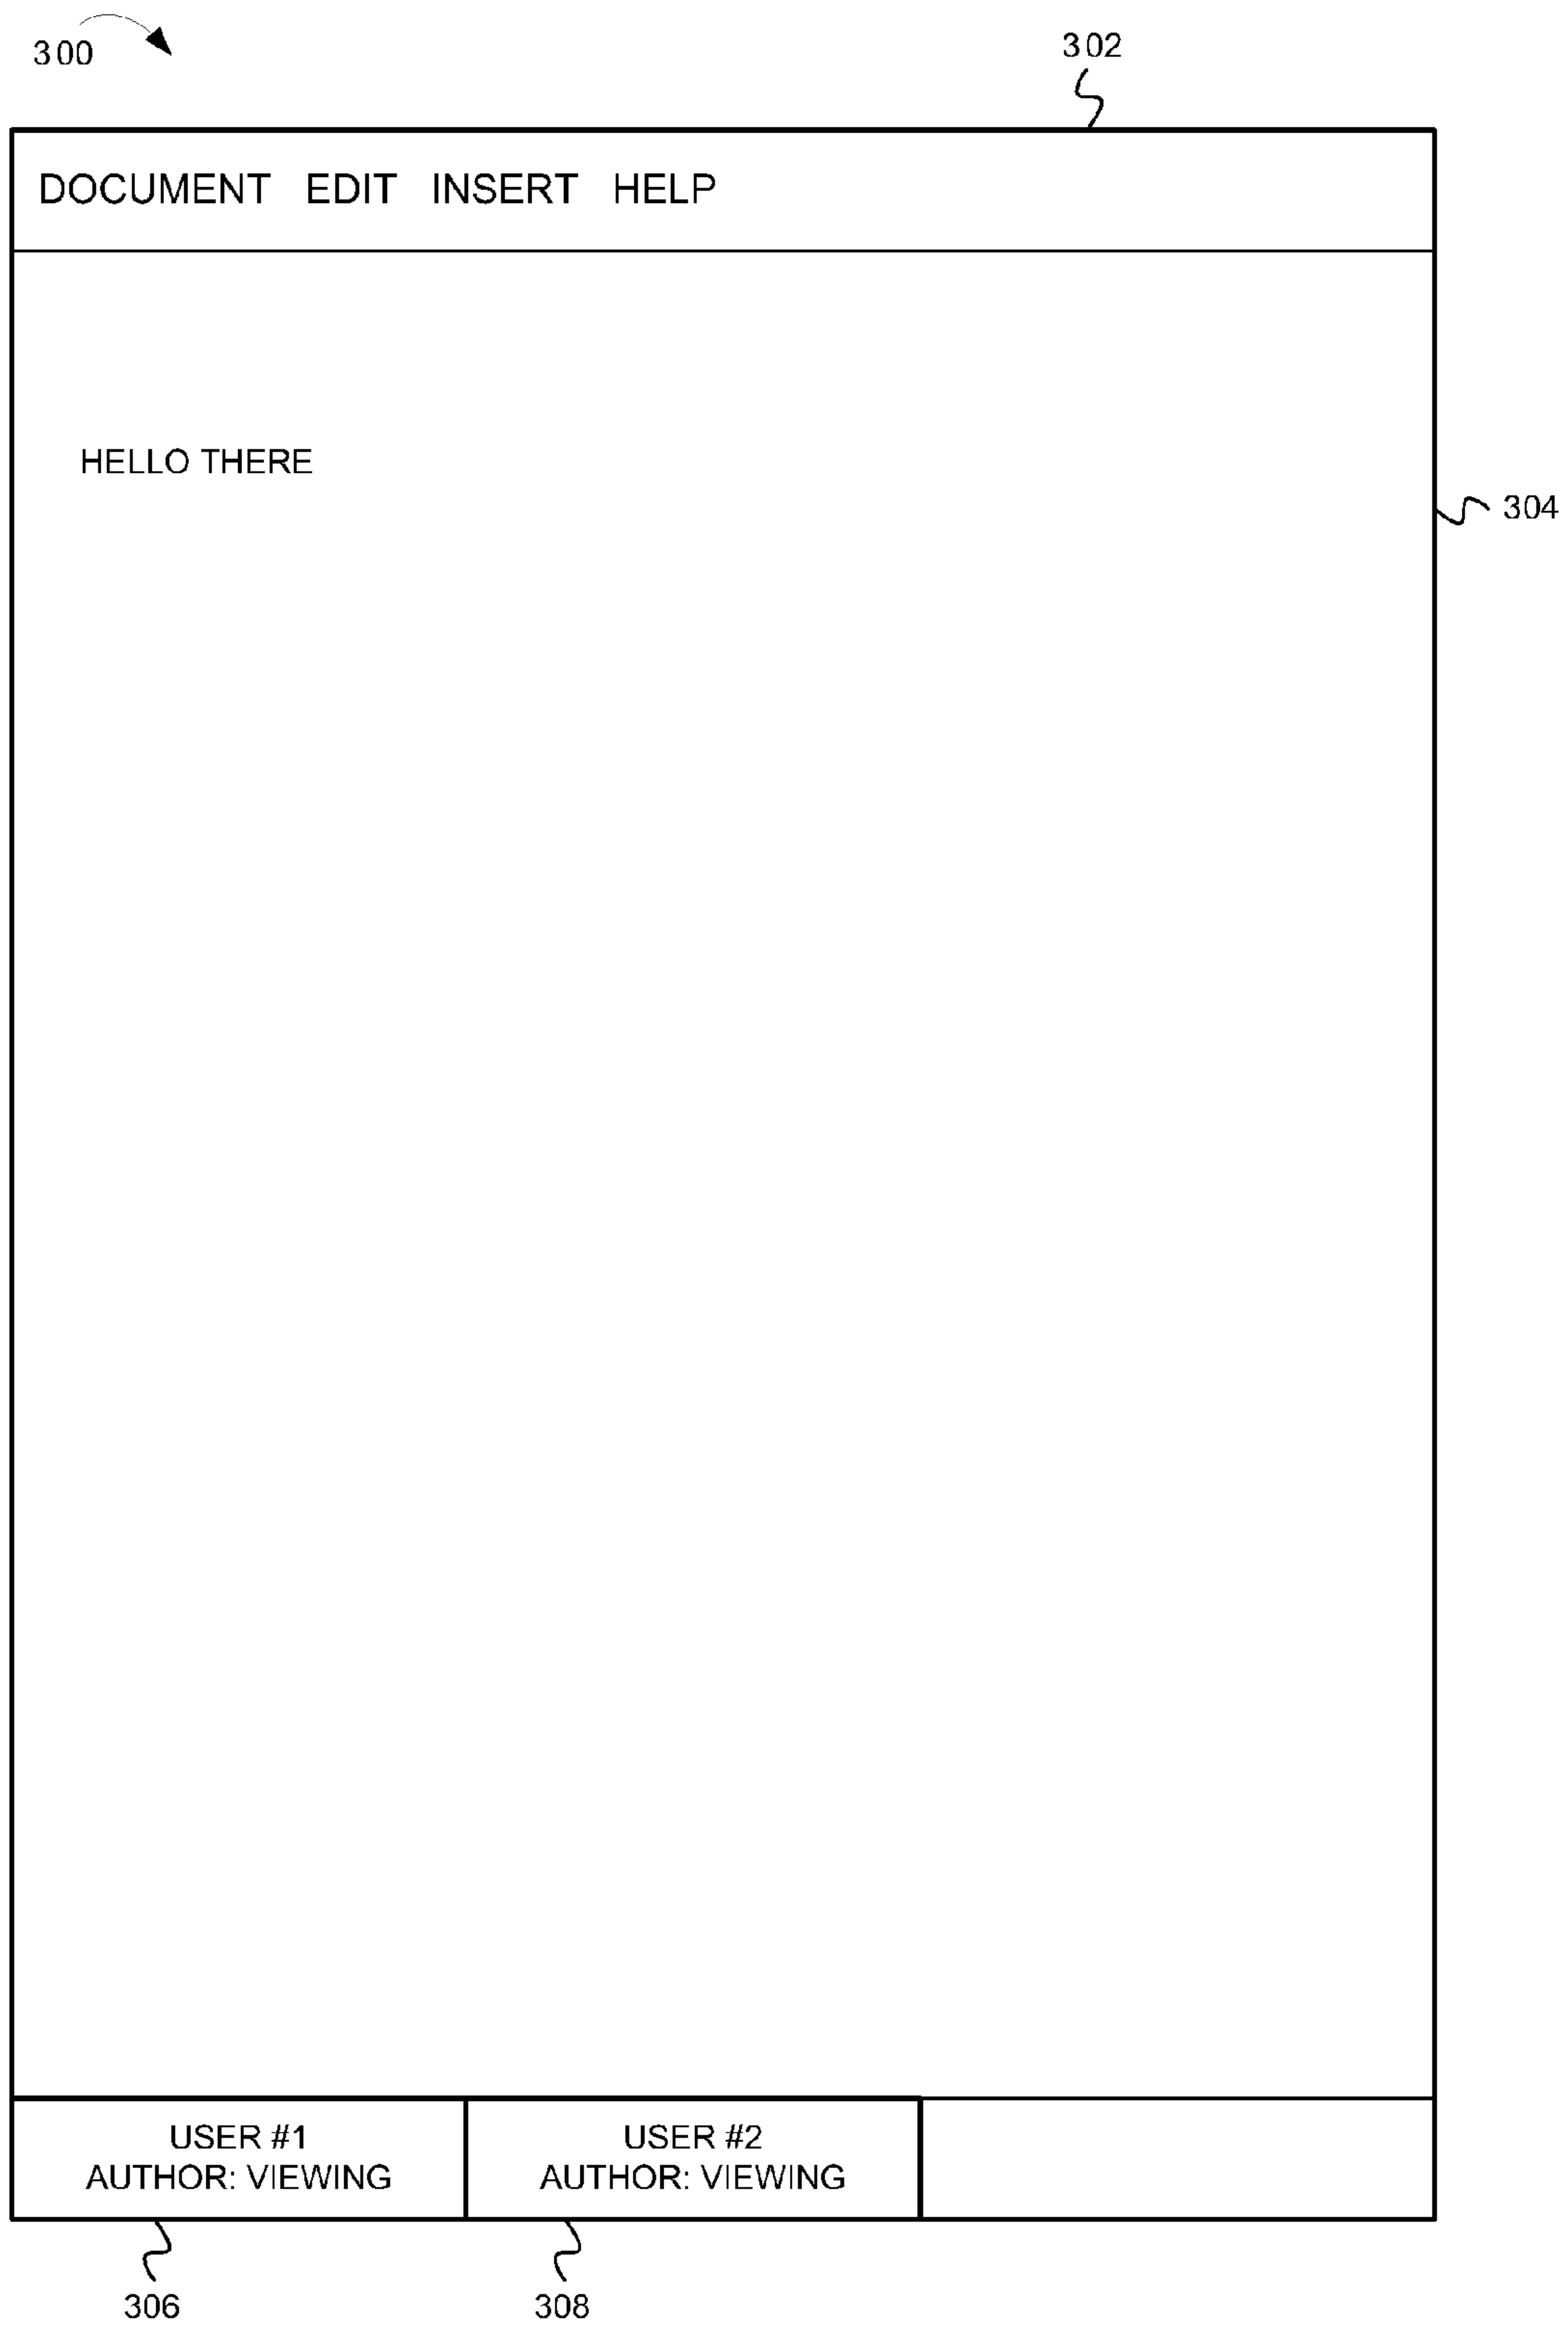 300
302
DOCUMENT EDIT INSERT HELP
HELLO THERE
304
USER #1
AUTHOR: VIEWING
USER #2
AUTHOR: VIEWING
306
308